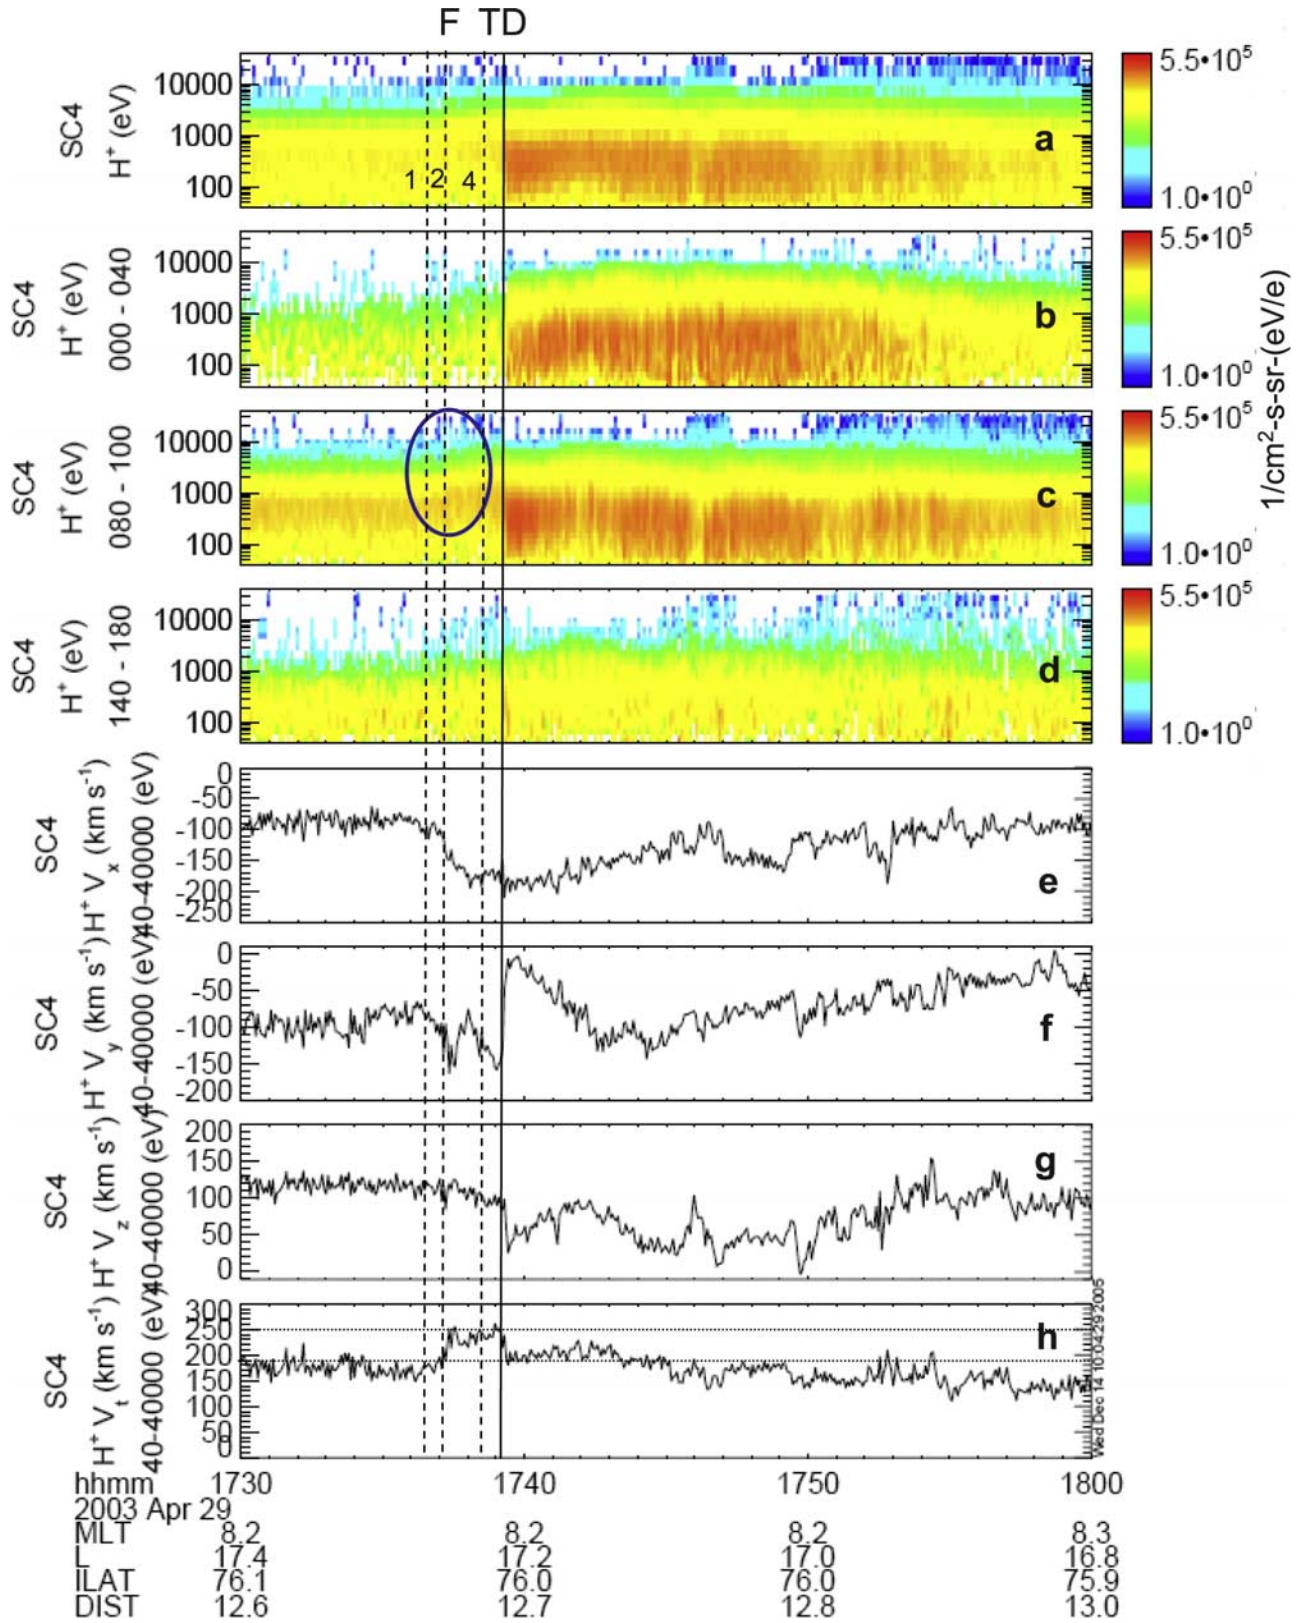 F TD
SC4
H⁺ (eV)
10000
1000
100
1 2 4
a
5.5•10⁵
1.0•10⁰
SC4
H⁺ (eV)
000 - 040
10000
1000
100
b
5.5•10⁵
1.0•10⁰
SC4
H⁺ (eV)
080 - 100
10000
1000
100
c
5.5•10⁵
1.0•10⁰
SC4
H⁺ (eV)
140 - 180
10000
1000
100
d
5.5•10⁵
1.0•10⁰
1/cm²-s-sr-(eV/e)
SC4
H⁺ Vx (km s⁻¹)
40-40000 (eV)
0
-50
-100
-150
-200
-250
e
SC4
H⁺ Vy (km s⁻¹)
40-40000 (eV)
0
-50
-100
-150
-200
f
SC4
H⁺ Vz (km s⁻¹)
40-40000 (eV)
200
150
100
50
0
g
SC4
H⁺ Vt (km s⁻¹)
40-40000 (eV)
300
250
200
150
100
50
0
h
Wed Dec 14 10:04:29 2005
hhmm 1730 1740 1750 1800
2003 Apr 29
MLT 8.2 8.2 8.2 8.3
L 17.4 17.2 17.0 16.8
ILAT 76.1 76.0 76.0 75.9
DIST 12.6 12.7 12.8 13.0